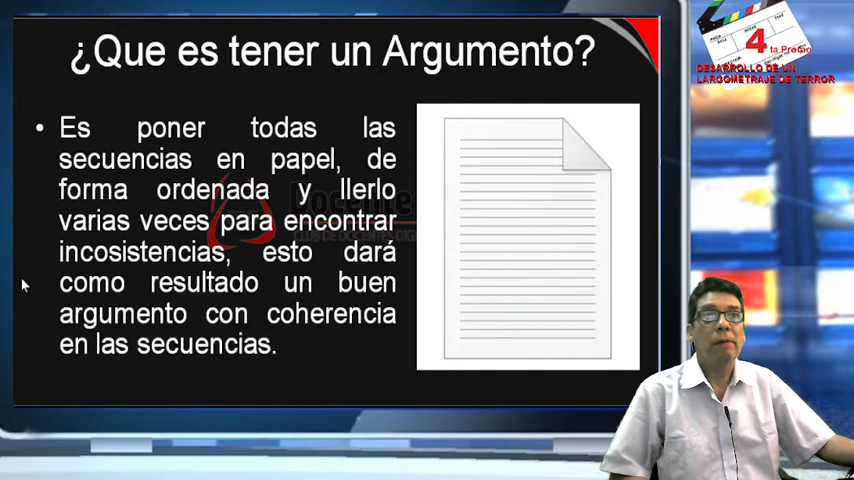 ¿Que es tener un Argumento?
• Es poner todas las
secuencias en papel, de
forma ordenada y llerlo
varias veces para encontrar
incosistencias, esto dará
como resultado un buen
argumento con coherencia
en las secuencias.
4 ta Promo
DESARROLLO DE UN
LARGOMETRAJE DE TERROR
Docente